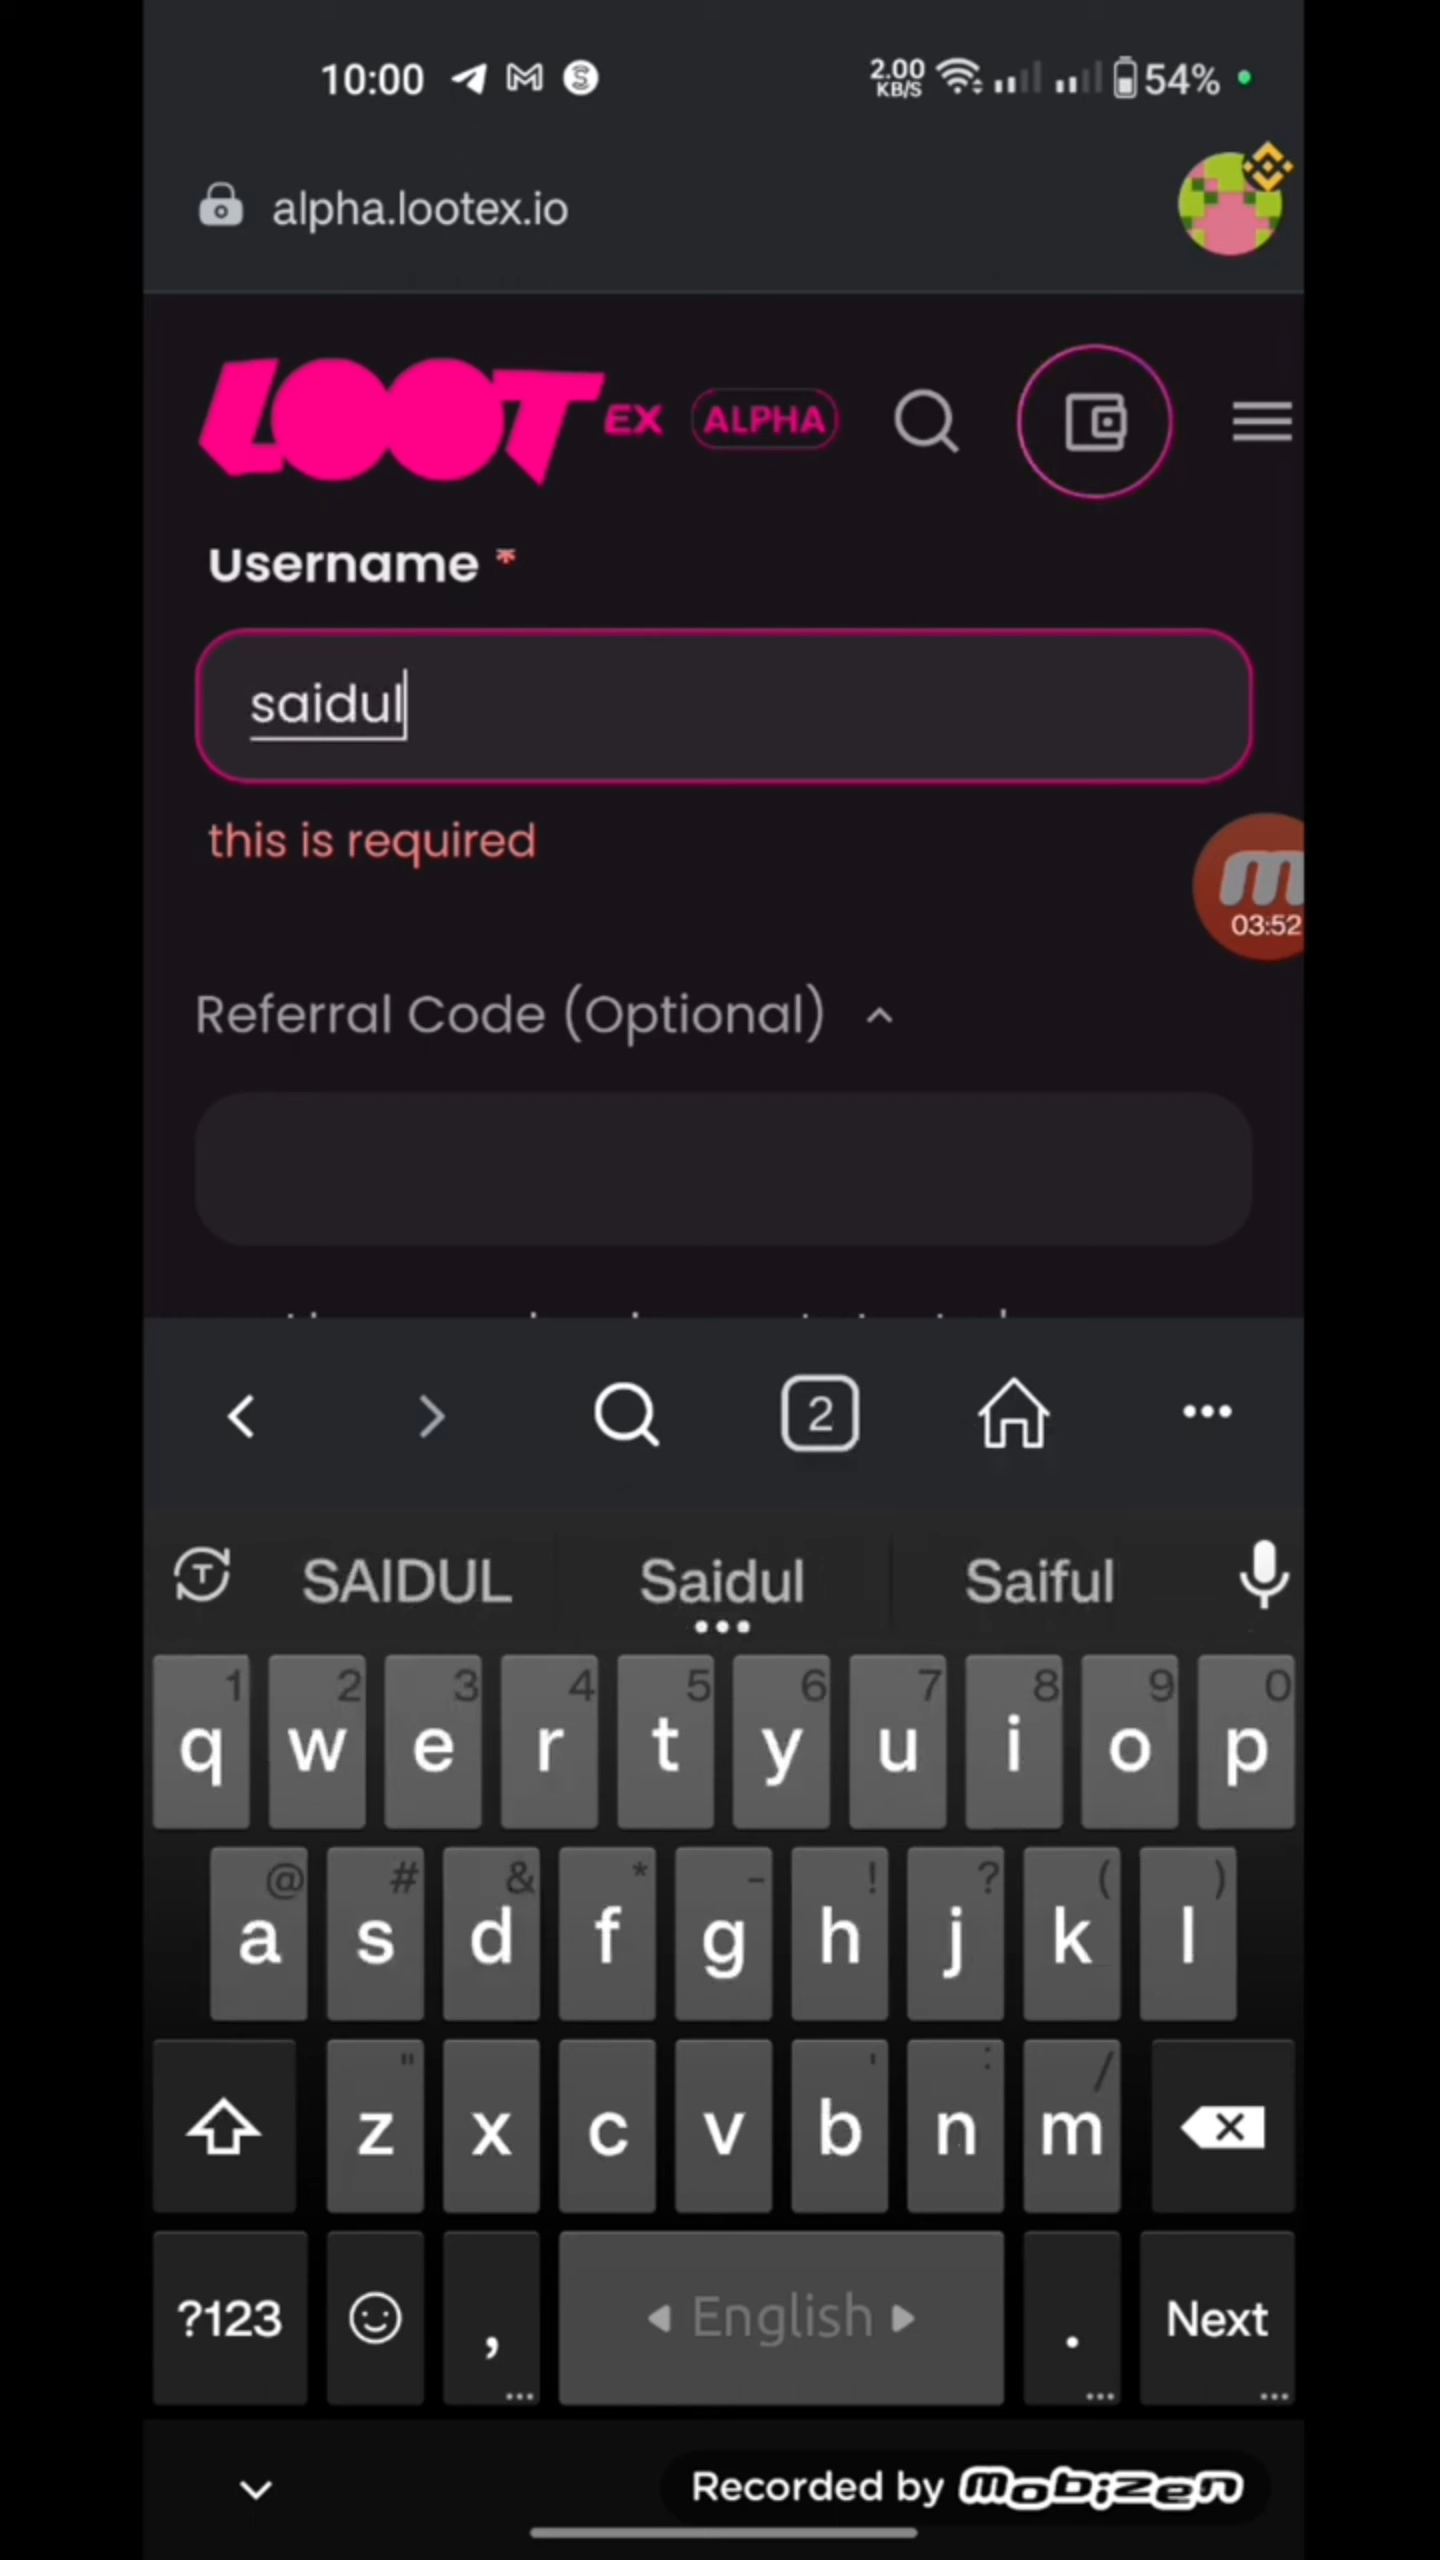 10:00 2.00 KB/S 54%
alpha.lootex.io
LOOT EX ALPHA
Username *
saidul
this is required
03:52
Referral Code (Optional)
2
SAIDUL Saidul Saiful
1 2 3 4 5 6 7 8 9 0
q w e r t y u i o p
@ # & * - ! ? ( )
a s d f g h j k l
" ' : /
z x c v b n m
?123 , English . Next
Recorded by mobizen